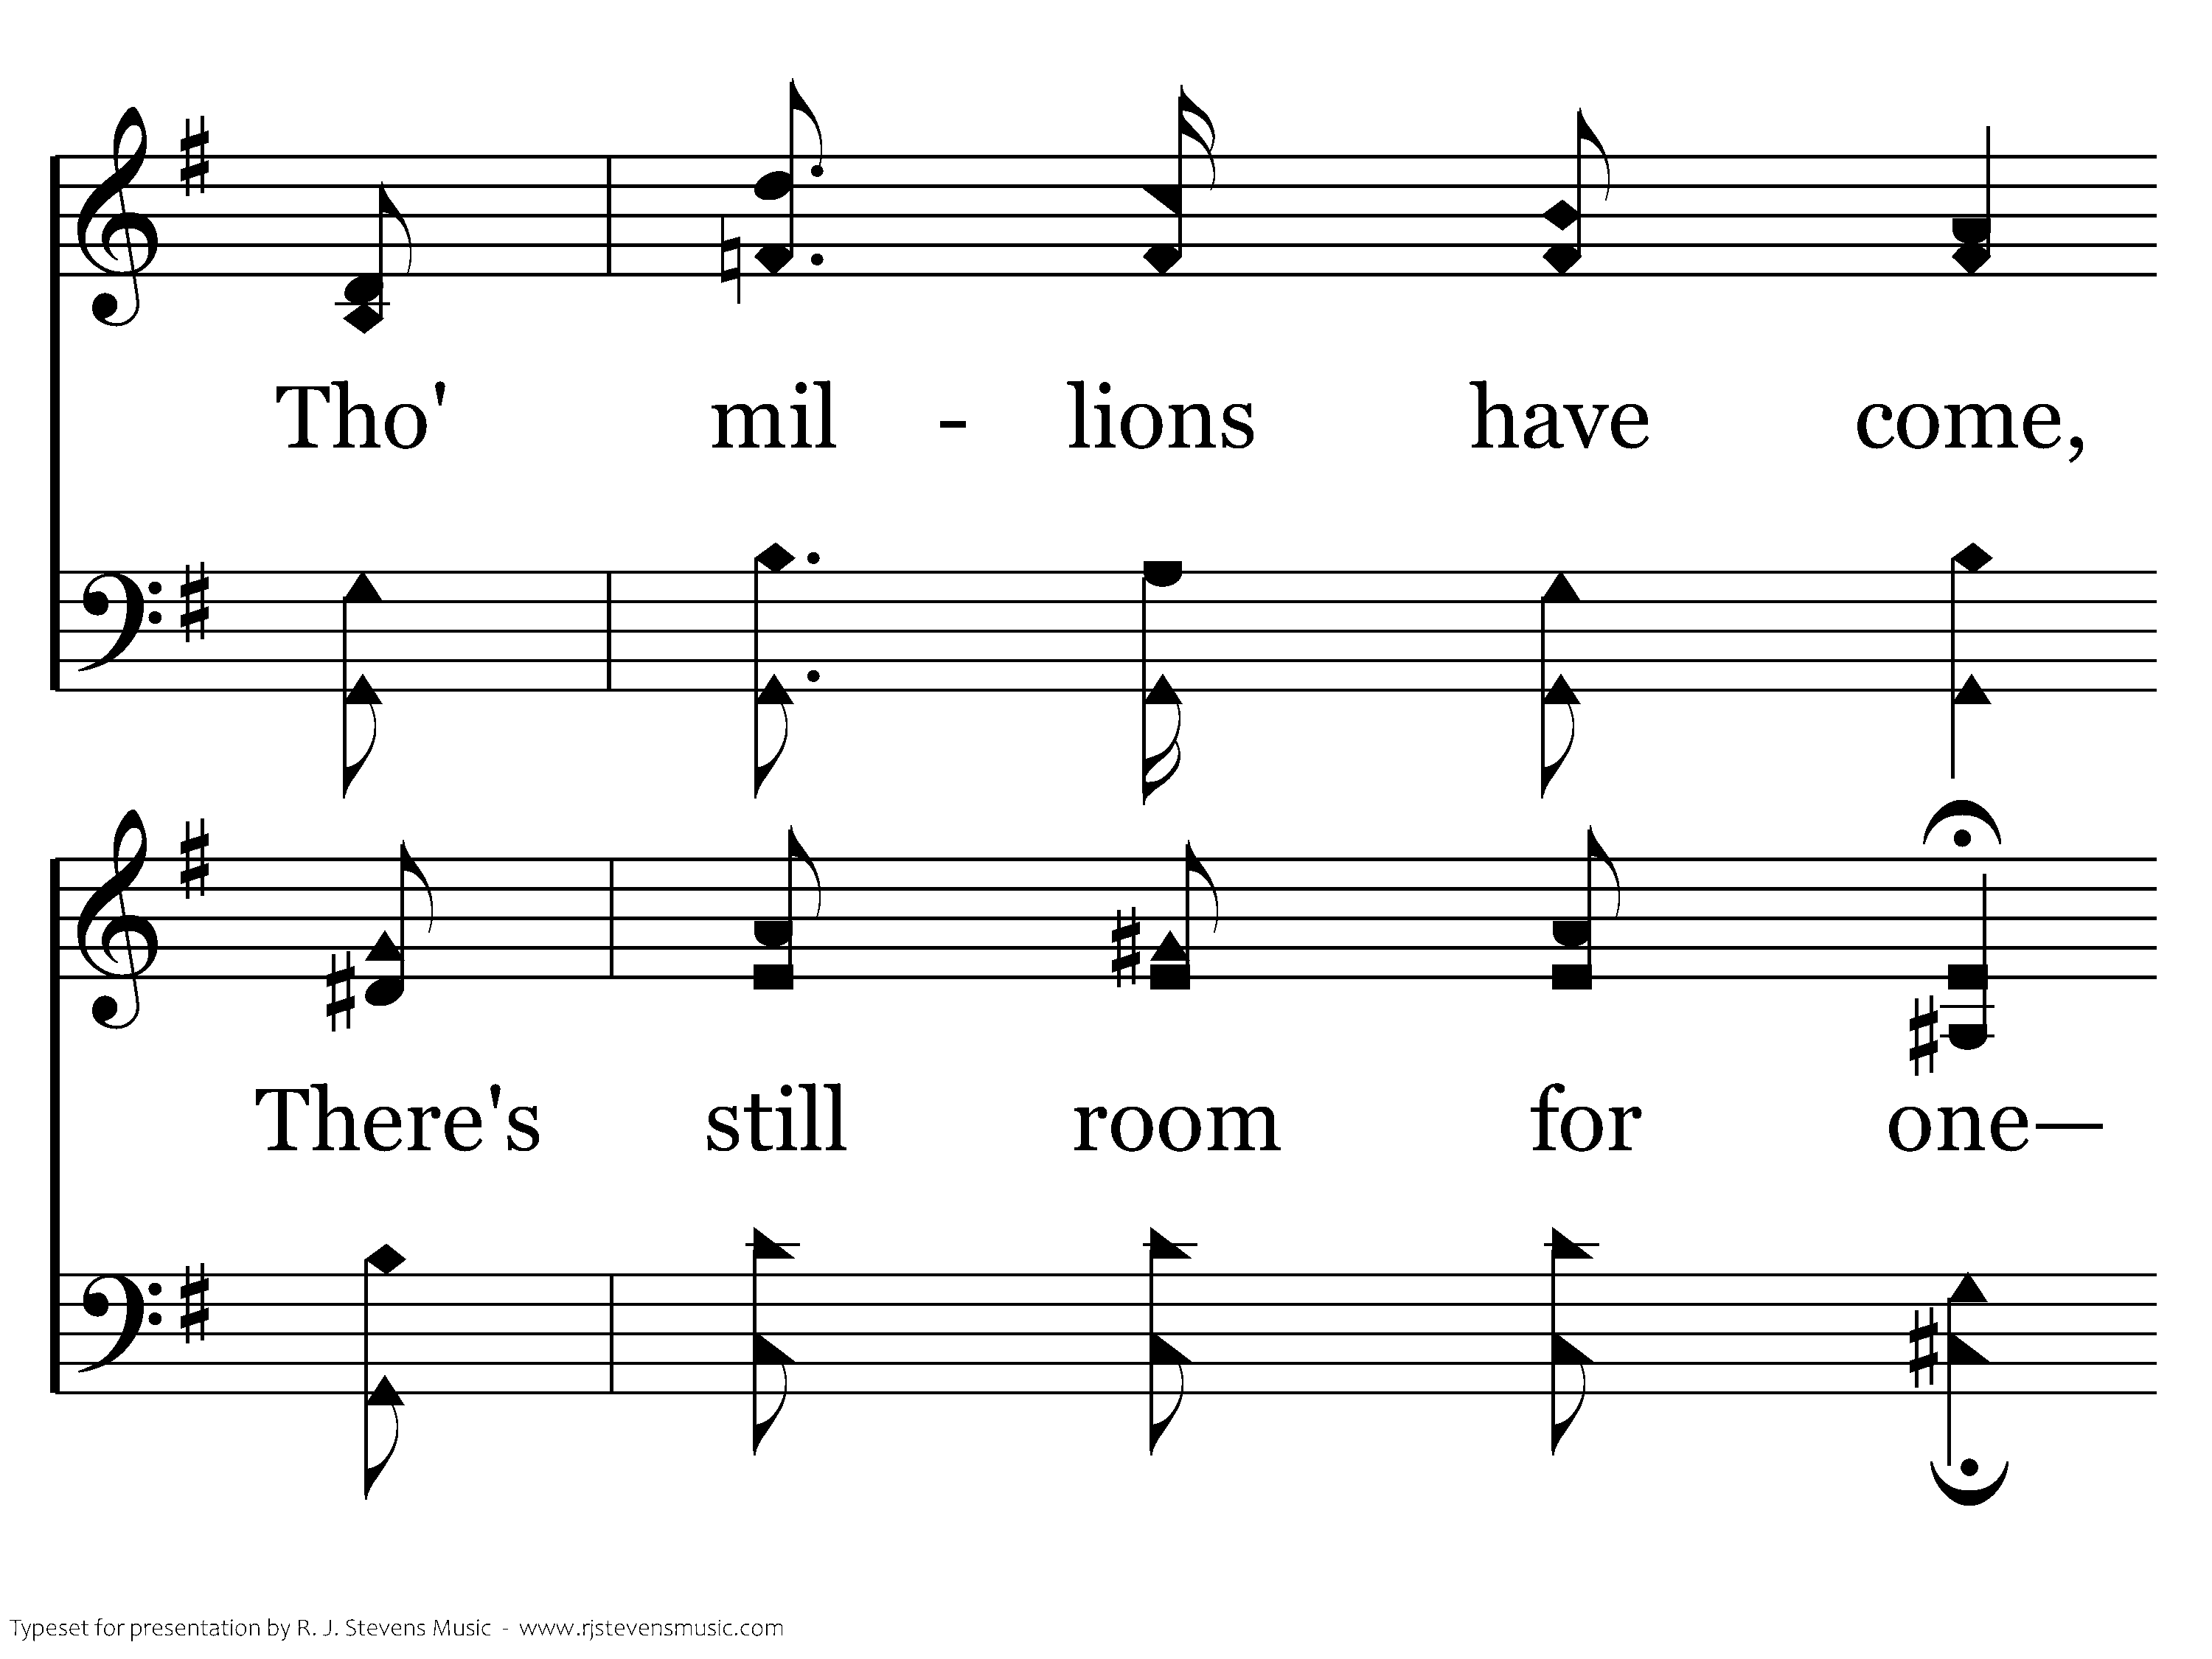 Tho' mil - lions have come,
There's still room for one—
Typeset for presentation by R. J. Stevens Music - www.rjstevensmusic.com